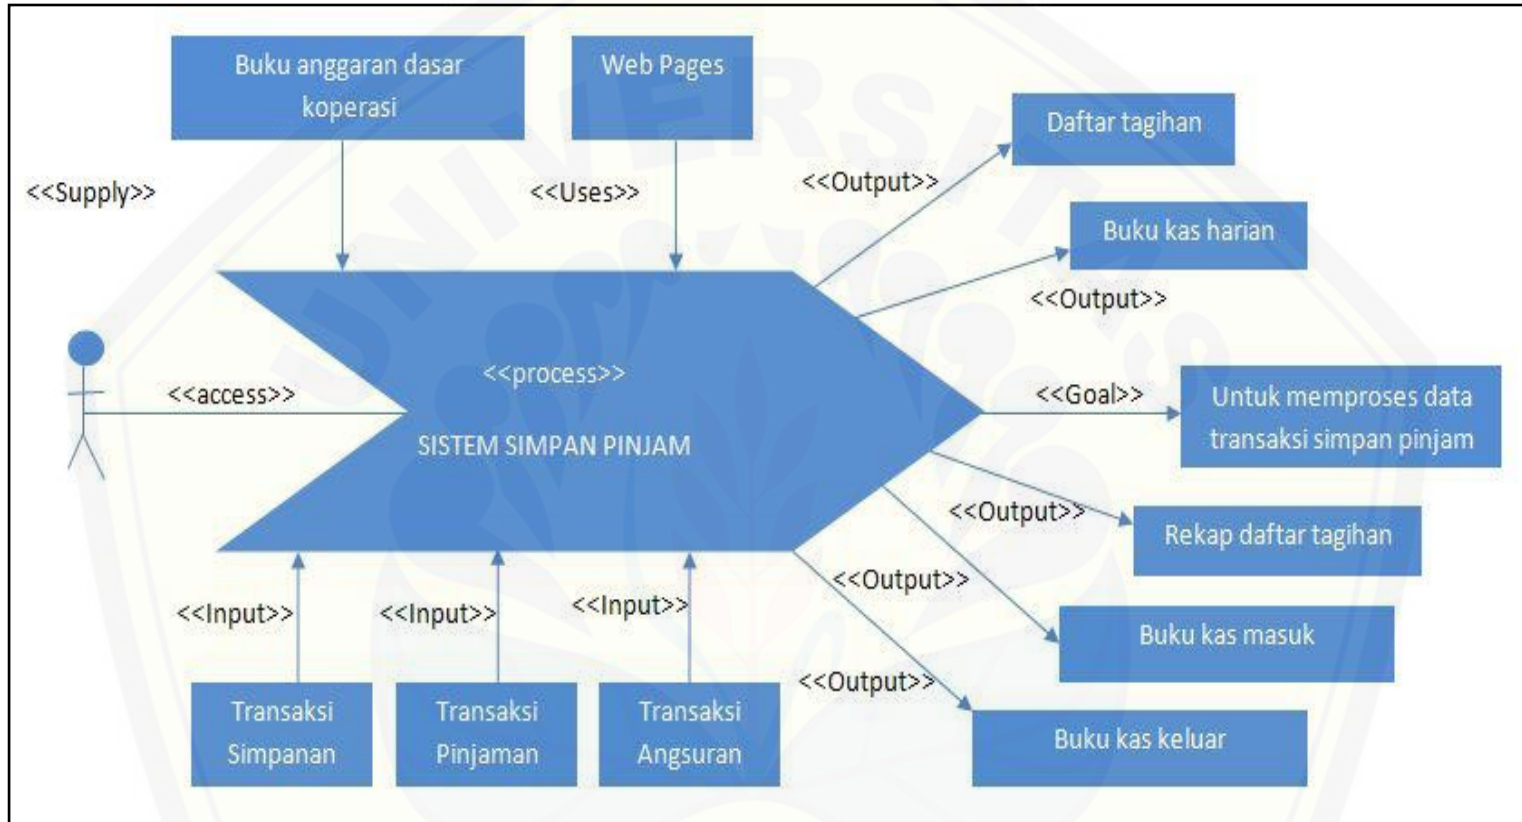 Buku anggaran dasar
koperasi
Web Pages
Daftar tagihan
<<Supply>>
<<Uses>>
<<Output>>
Buku kas harian
<<Output>>
<<process>>
<<access>>
<<Goal>>
Untuk memproses data
transaksi simpan pinjam
SISTEM SIMPAN PINJAM
<<Output>>
Rekap daftar tagihan
<<Output>>
<<Input>>
<<Input>>
<<Input>>
Buku kas masuk
<<Output>>
Transaksi
Simpanan
Transaksi
Pinjaman
Transaksi
Angsuran
Buku kas keluar
UNIVERSITAS